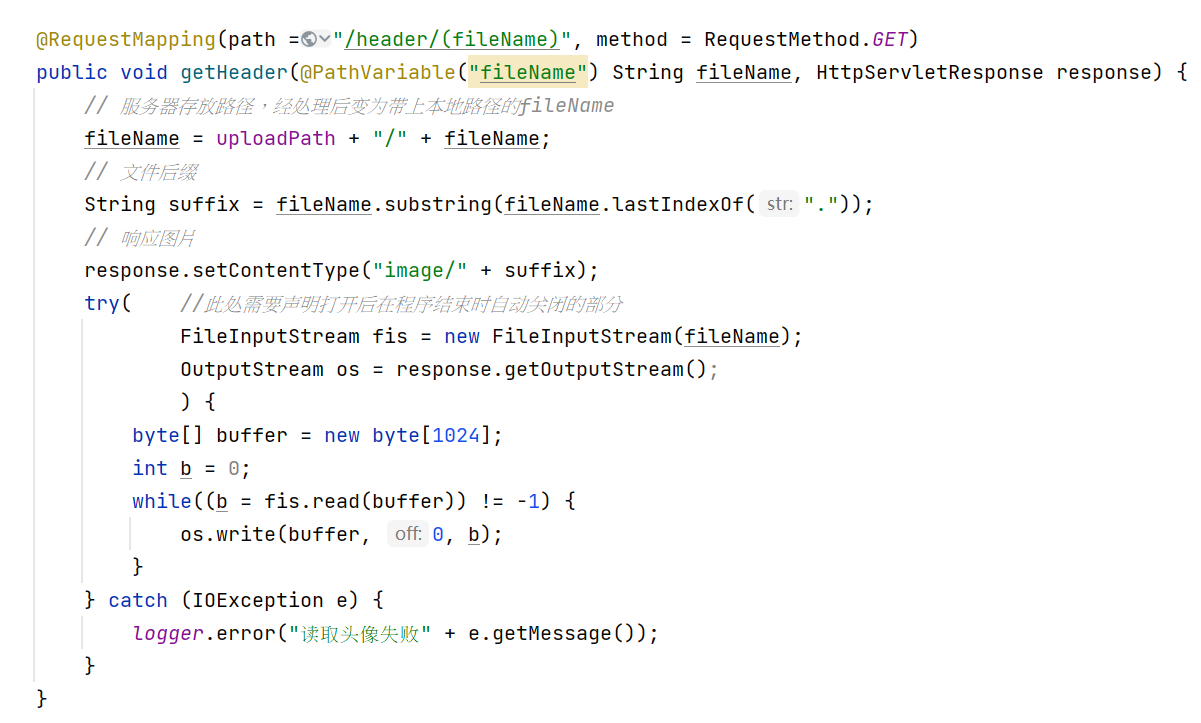 @RequestMapping(path ="/header/(fileName)", method = RequestMethod.GET)
public void getHeader(@PathVariable("fileName") String fileName, HttpServletResponse response) {
// 服务器存放路径，经处理后变为带上本地路径的fileName
fileName = uploadPath + "/" + fileName;
// 文件后缀
String suffix = fileName.substring(fileName.lastIndexOf( str: "."));
// 响应图片
response.setContentType("image/" + suffix);
try( //此处需要声明打开后在程序结束时自动关闭的部分
FileInputStream fis = new FileInputStream(fileName);
OutputStream os = response.getOutputStream();
) {
byte[] buffer = new byte[1024];
int b = 0;
while((b = fis.read(buffer)) != -1) {
os.write(buffer, off: 0, b);
}
} catch (IOException e) {
logger.error("读取头像失败" + e.getMessage());
}
}